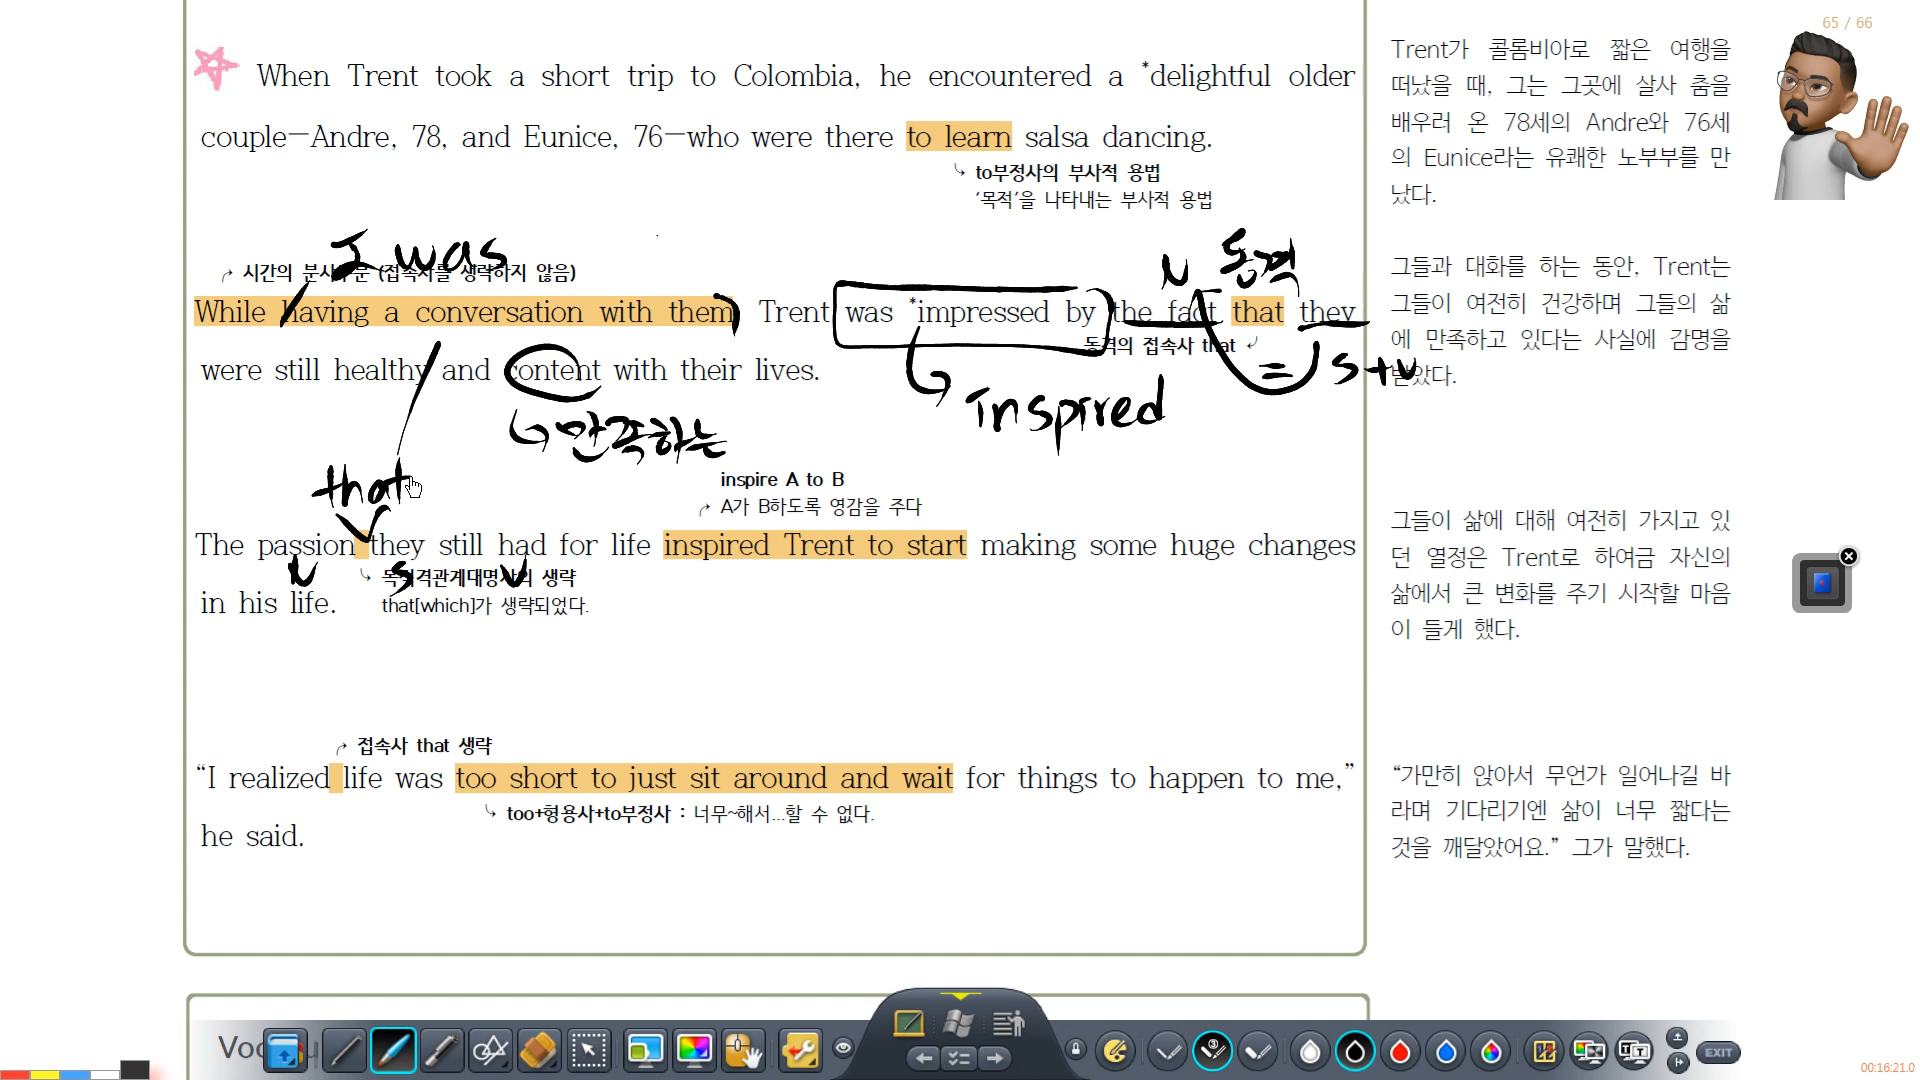 65 / 66
When Trent took a short trip to Colombia, he encountered a *delightful older
couple—Andre, 78, and Eunice, 76—who were there to learn salsa dancing.
to부정사의 부사적 용법
‘목적’을 나타내는 부사적 용법
I was
시간의 분사구문 (접속사를 생략하지 않음)
N 동격
While having a conversation with them, Trent was *impressed by the fact that they
동격의 접속사 that
= S+V
were still healthy and content with their lives.
만족하는
inspired
that
inspire A to B
A가 B하도록 영감을 주다
The passion they still had for life inspired Trent to start making some huge changes
N S V
목적격관계대명사의 생략
in his life.
that[which]가 생략되었다.
접속사 that 생략
“I realized life was too short to just sit around and wait for things to happen to me,”
too+형용사+to부정사 : 너무~해서...할 수 없다.
he said.
Trent가 콜롬비아로 짧은 여행을
떠났을 때, 그는 그곳에 살사 춤을
배우러 온 78세의 Andre와 76세
의 Eunice라는 유쾌한 노부부를 만
났다.
그들과 대화를 하는 동안, Trent는
그들이 여전히 건강하며 그들의 삶
에 만족하고 있다는 사실에 감명을
받았다.
그들이 삶에 대해 여전히 가지고 있
던 열정은 Trent로 하여금 자신의
삶에서 큰 변화를 주기 시작할 마음
이 들게 했다.
“가만히 앉아서 무언가 일어나길 바
라며 기다리기엔 삶이 너무 짧다는
것을 깨달았어요.” 그가 말했다.
EXIT
00:16:21.0